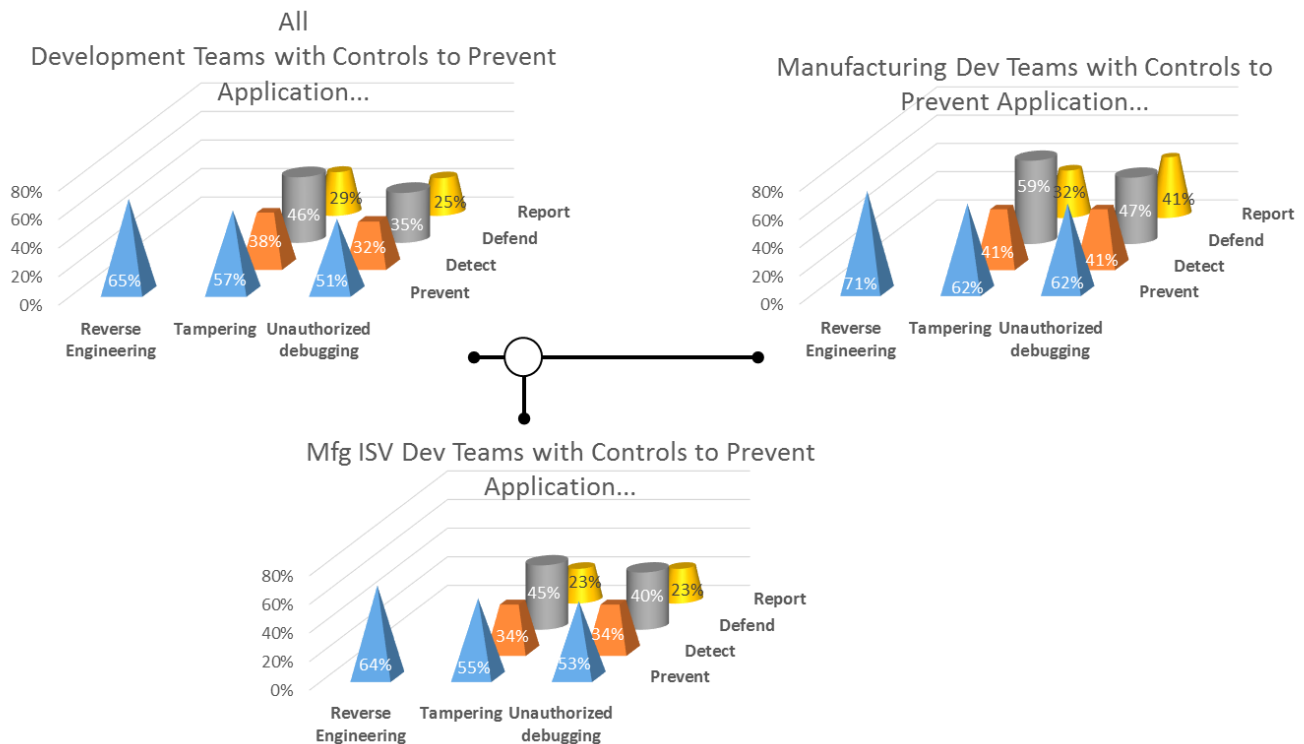 All
Development Teams with Controls to Prevent
Application...
80%
60%
40%
20%
0%
65%
57%
51%
38%
32%
46%
35%
29%
25%
Report
Defend
Detect
Prevent
Reverse
Engineering
Tampering
Unauthorized
debugging
Manufacturing Dev Teams with Controls to
Prevent Application...
80%
60%
40%
20%
0%
71%
62%
62%
41%
41%
59%
47%
32%
41%
Report
Defend
Detect
Prevent
Reverse
Engineering
Tampering
Unauthorized
debugging
Mfg ISV Dev Teams with Controls to Prevent
Application...
80%
60%
40%
20%
0%
64%
55%
53%
34%
34%
45%
40%
23%
23%
Report
Defend
Detect
Prevent
Reverse
Engineering
Tampering
Unauthorized
debugging